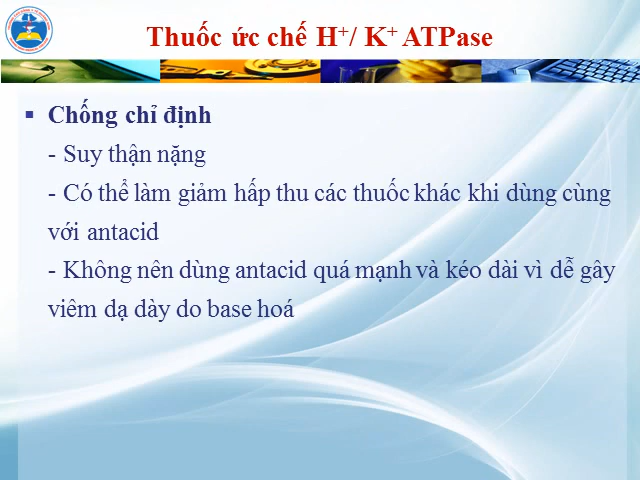 Thuốc ức chế H⁺/ K⁺ ATPase
▪ Chống chỉ định
- Suy thận nặng
- Có thể làm giảm hấp thu các thuốc khác khi dùng cùng
với antacid
- Không nên dùng antacid quá mạnh và kéo dài vì dễ gây
viêm dạ dày do base hoá